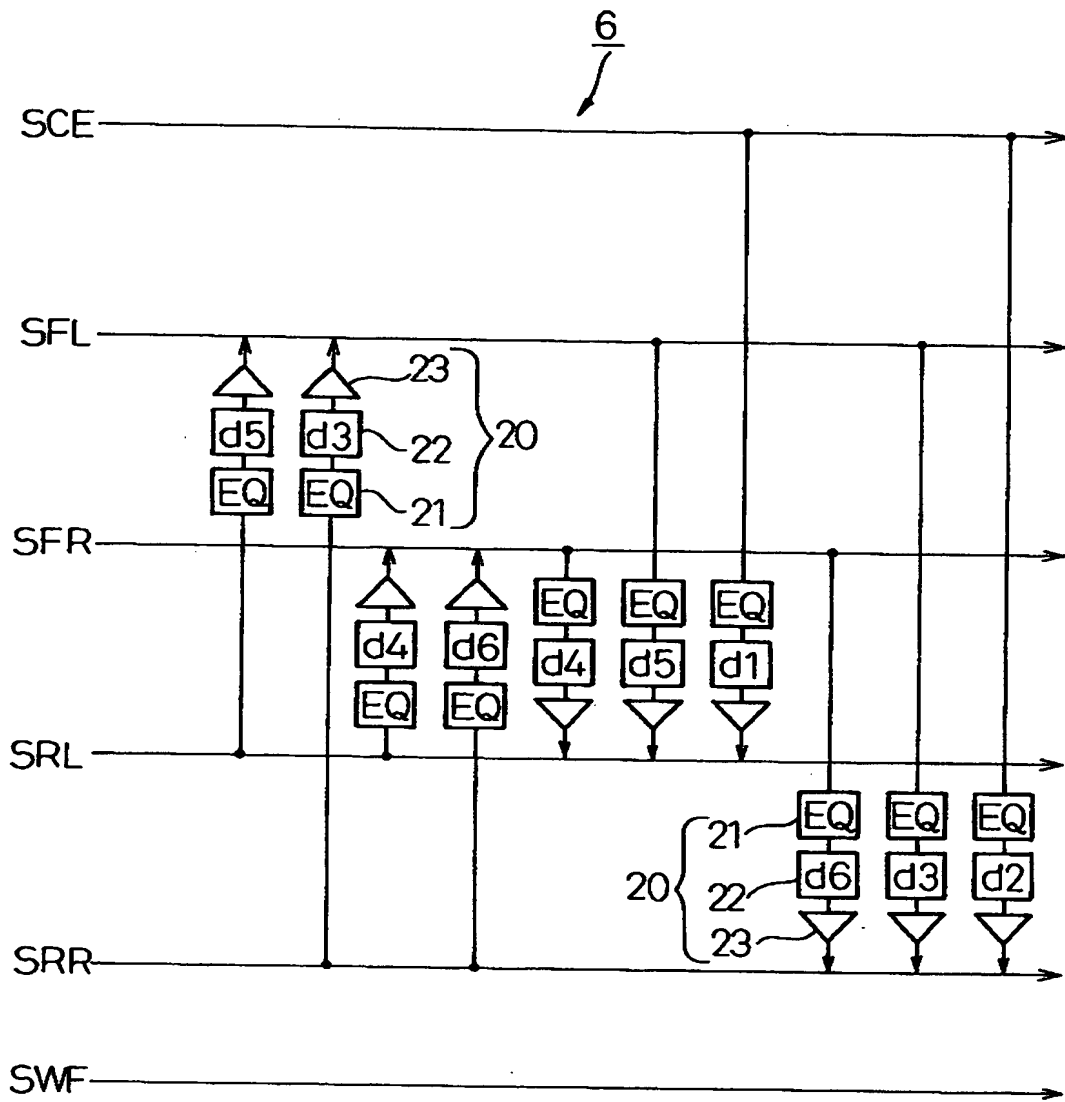 6
SCE
SFL
23
d5 d3 22 20
EQ EQ 21
SFR
EQ EQ EQ
d4 d6 d4 d5 d1
EQ EQ
SRL
21 EQ EQ EQ
20 22 d6 d3 d2
23
SRR
SWF